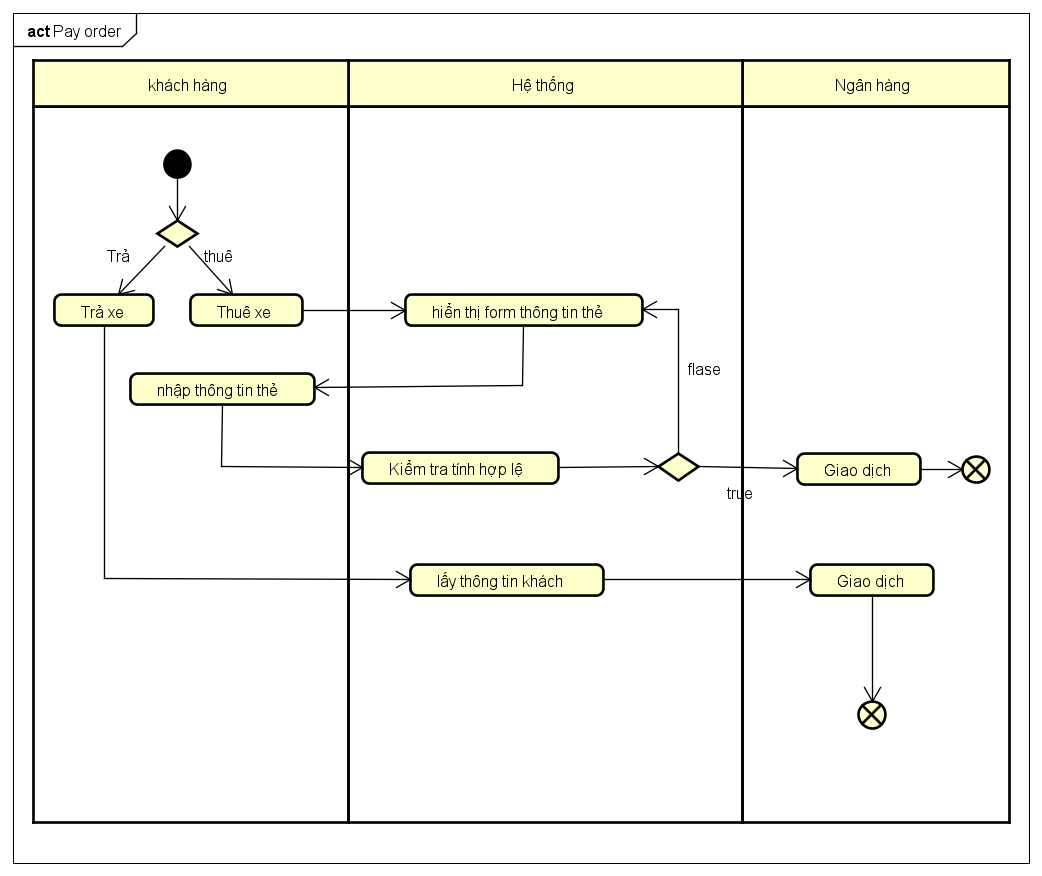 act Pay order
khách hàng
Hệ thống
Ngân hàng
Trả
thuê
Trả xe
Thuê xe
hiển thị form thông tin thẻ
flase
nhập thông tin thẻ
Kiểm tra tính hợp lệ
Giao dịch
true
lấy thông tin khách
Giao dịch